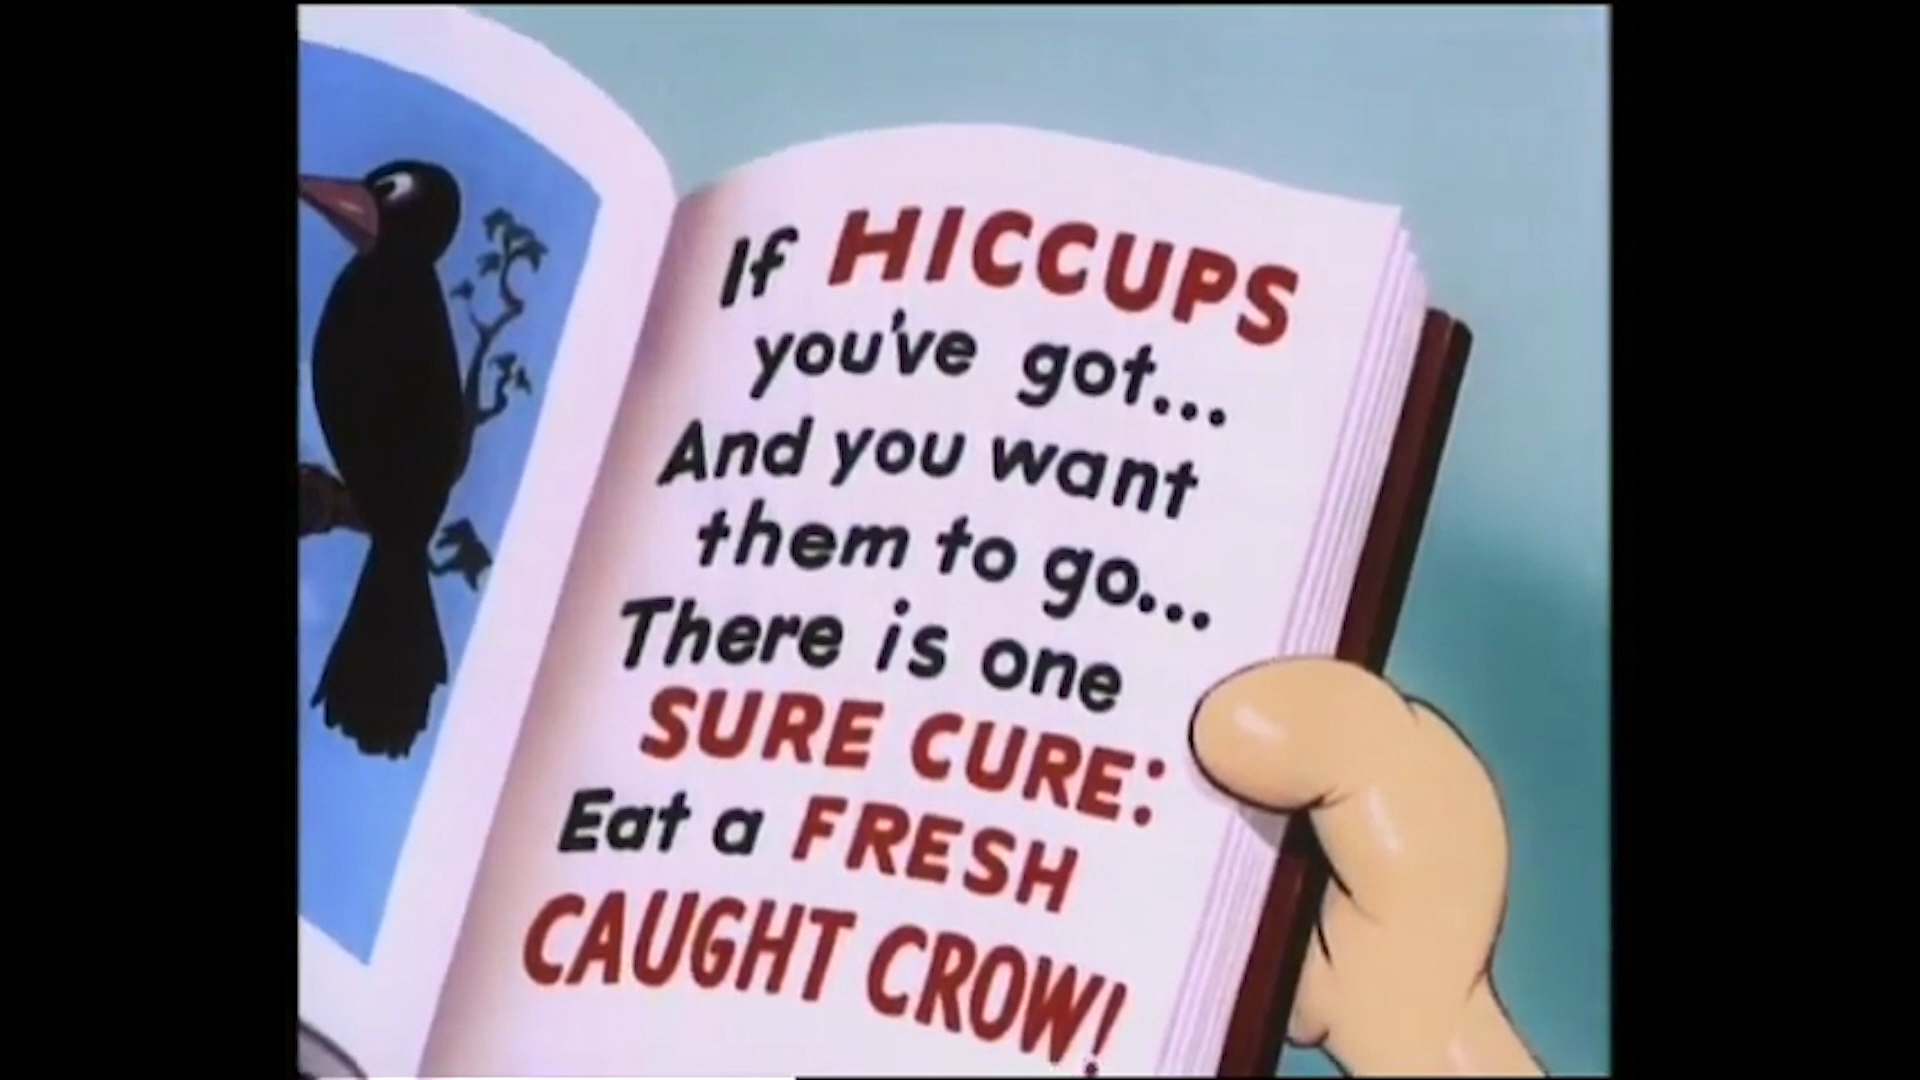 If HICCUPS
you've got...
And you want
them to go...
There is one
SURE CURE:
Eat a FRESH
CAUGHT CROW!